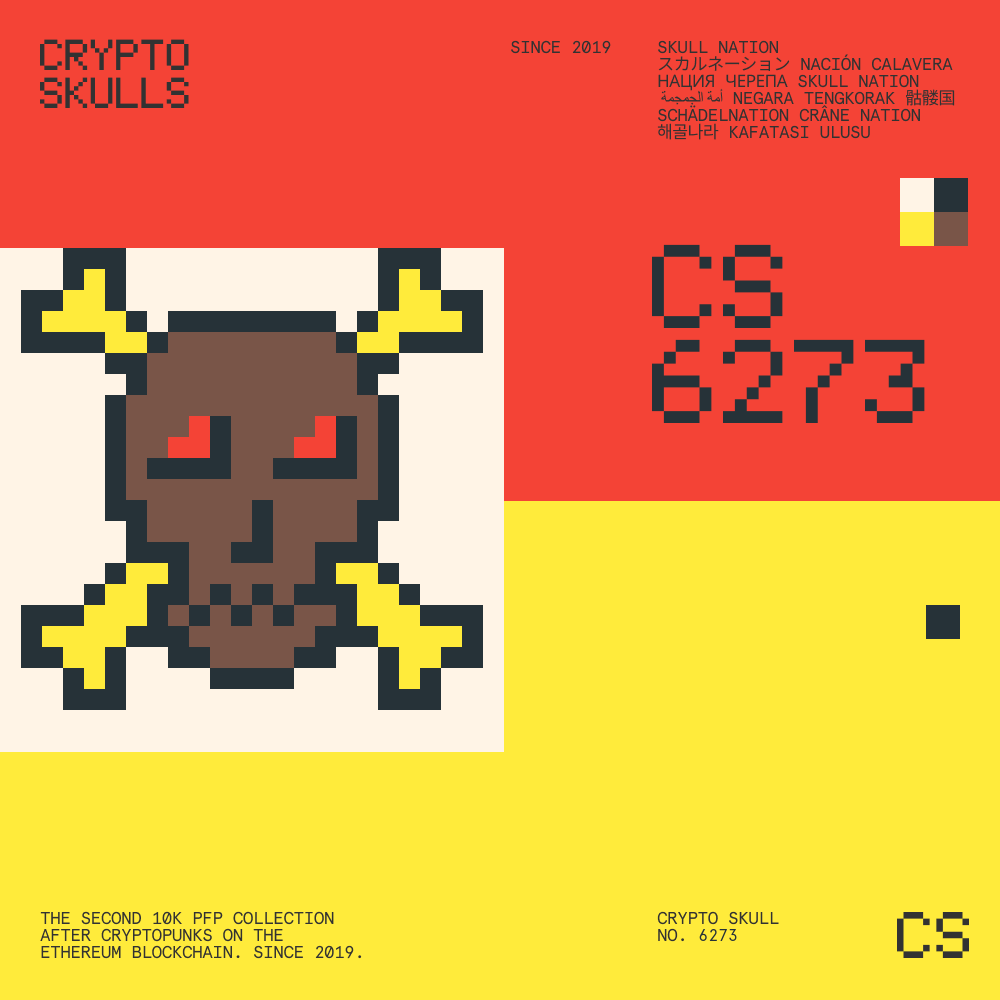 CRYPTO
SKULLS
SINCE 2019
SKULL NATION
スカルネーション NACIÓN CALAVERA
НАЦИЯ ЧЕРЕПА SKULL NATION
أمة الجمجمة NEGARA TENGKORAK 骷髅国
SCHÄDELNATION CRÂNE NATION
해골나라 KAFATASI ULUSU
CS
6273
THE SECOND 10K PFP COLLECTION
AFTER CRYPTOPUNKS ON THE
ETHEREUM BLOCKCHAIN. SINCE 2019.
CRYPTO SKULL
NO. 6273
CS